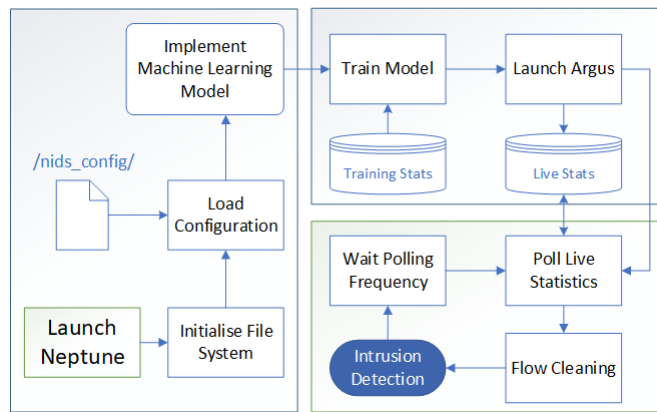 Implement
Machine Learning
Model
/nids_config/
Load
Configuration
Launch
Neptune
Initialise File
System
Train Model
Launch Argus
Training Stats
Live Stats
Wait Polling
Frequency
Poll Live
Statistics
Intrusion
Detection
Flow Cleaning